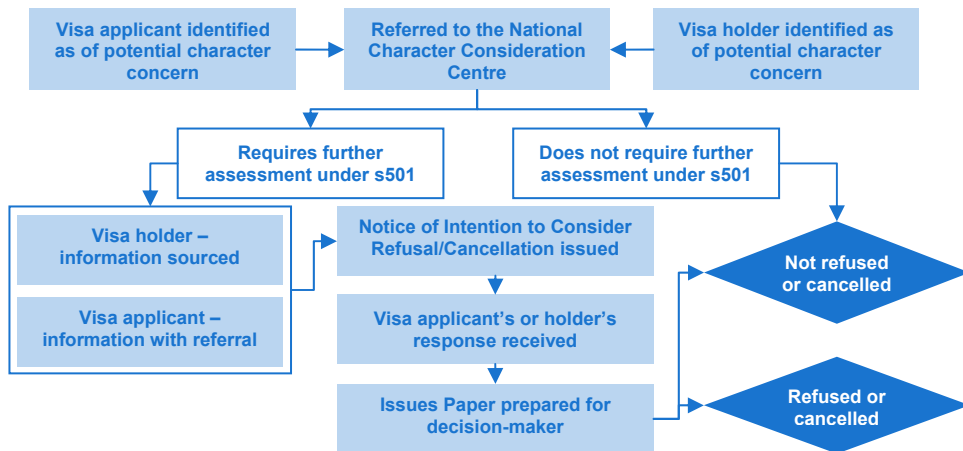 Visa applicant identified
as of potential character
concern
Referred to the National
Character Consideration
Centre
Visa holder identified as
of potential character
concern
Requires further
assessment under s501
Does not require further
assessment under s501
Visa holder –
information sourced
Visa applicant –
information with referral
Notice of Intention to Consider
Refusal/Cancellation issued
Visa applicant’s or holder’s
response received
Issues Paper prepared for
decision-maker
Not refused
or cancelled
Refused or
cancelled